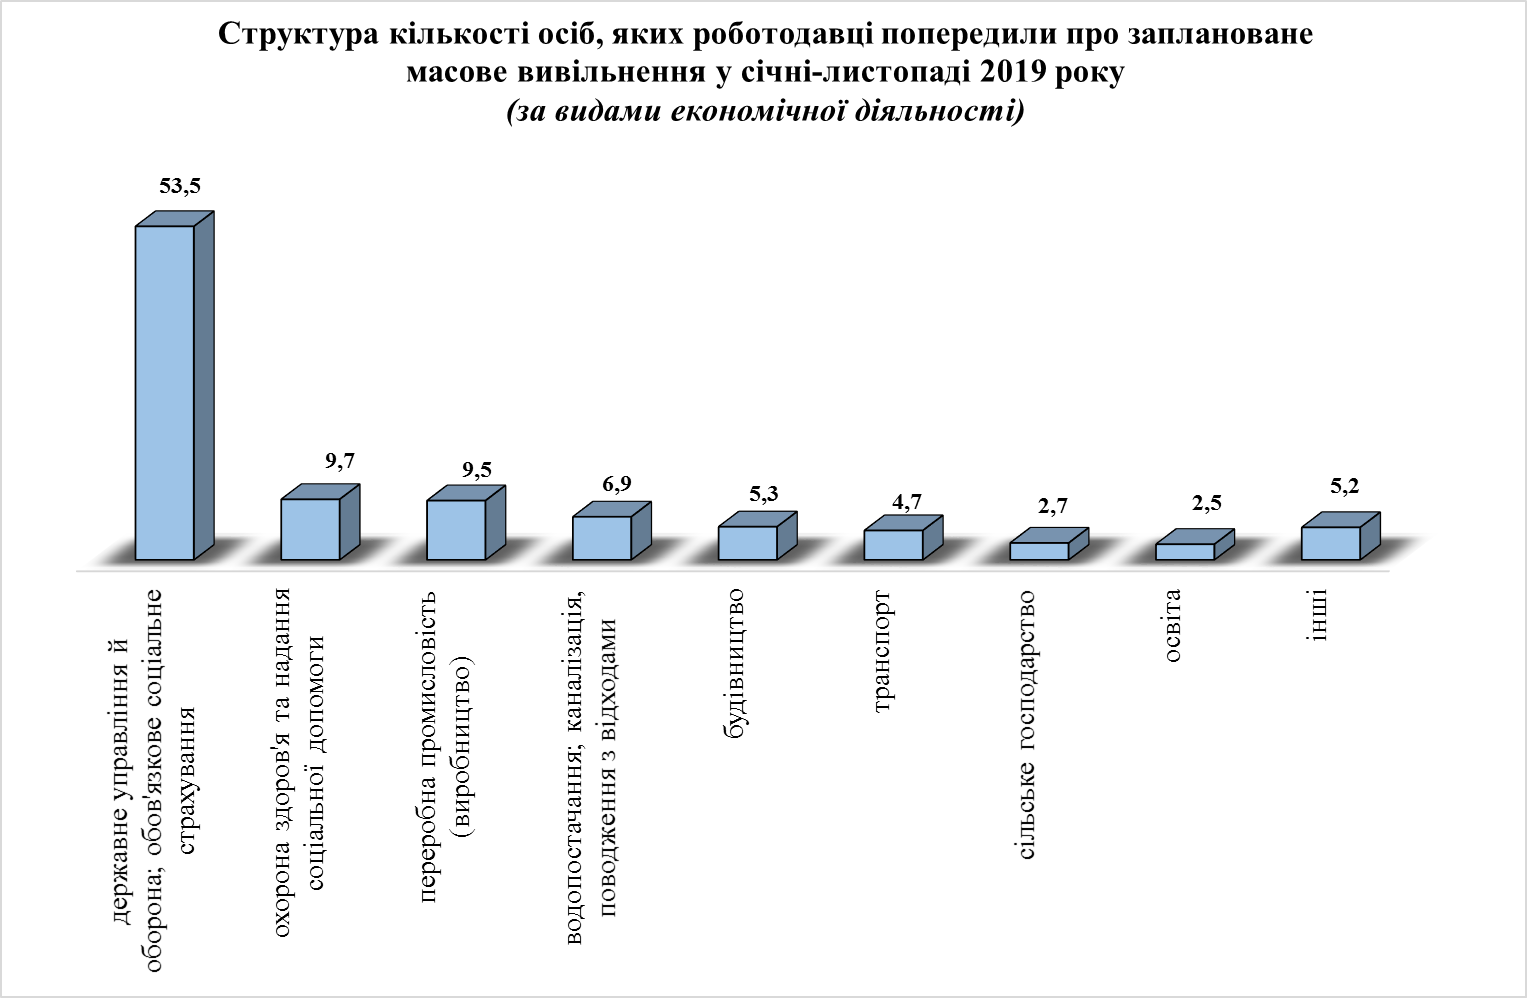 Структура кількості осіб, яких роботодавці попередили про заплановане
масове вивільнення у січні-листопаді 2019 року
(за видами економічної діяльності)
53,5
9,7
9,5
6,9
5,3
4,7
2,7
2,5
5,2
державне управління й
оборона; обов'язкове соціальне
страхування
охорона здоров'я та надання
соціальної допомоги
переробна промисловість
(виробництво)
водопостачання; каналізація,
поводження з відходами
будівництво
транспорт
сільське господарство
освіта
інші